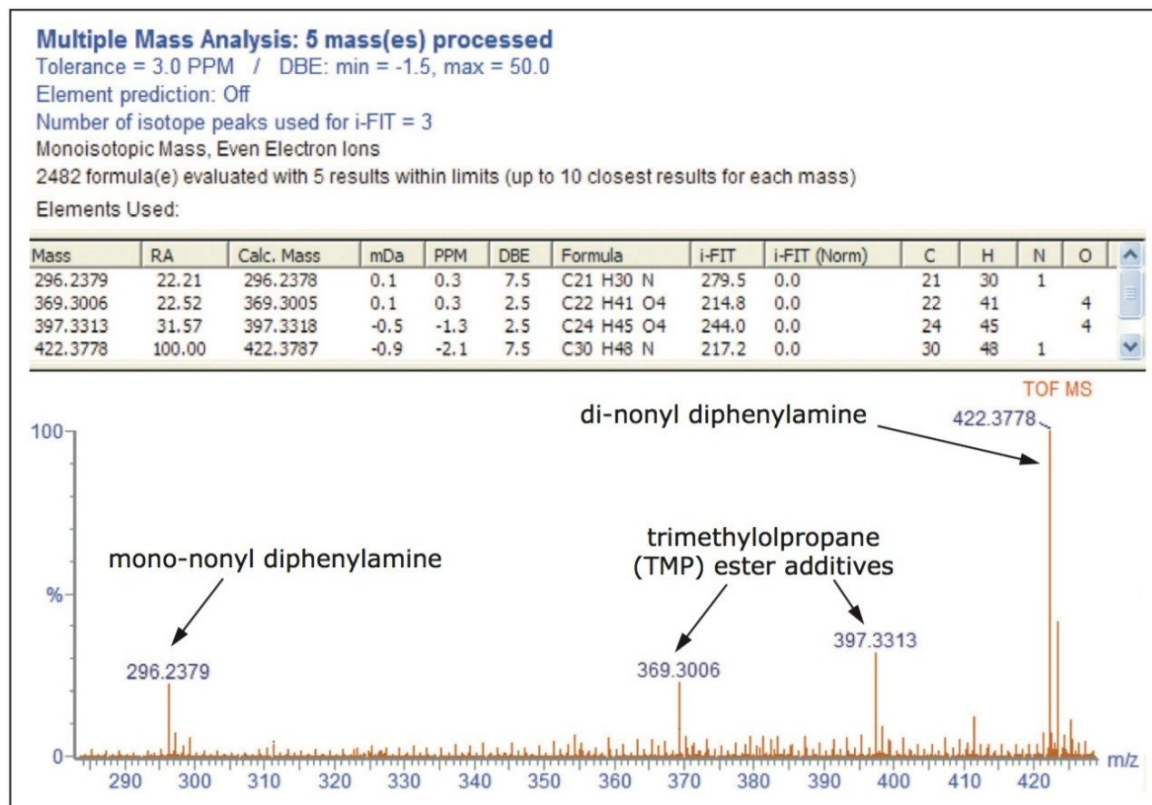 Multiple Mass Analysis: 5 mass(es) processed
Tolerance = 3.0 PPM / DBE: min = -1.5, max = 50.0
Element prediction: Off
Number of isotope peaks used for i-FIT = 3
Monoisotopic Mass, Even Electron Ions
2482 formula(e) evaluated with 5 results within limits (up to 10 closest results for each mass)
Elements Used:
Mass RA Calc. Mass mDa PPM DBE Formula i-FIT i-FIT (Norm) C H N O
296.2379 22.21 296.2378 0.1 0.3 7.5 C21 H30 N 279.5 0.0 21 30 1
369.3006 22.52 369.3005 0.1 0.3 2.5 C22 H41 O4 214.8 0.0 22 41 4
397.3313 31.57 397.3318 -0.5 -1.3 2.5 C24 H45 O4 244.0 0.0 24 45 4
422.3778 100.00 422.3787 -0.9 -2.1 7.5 C30 H48 N 217.2 0.0 30 48 1
TOF MS
di-nonyl diphenylamine
422.3778
100
trimethylolpropane
(TMP) ester additives
mono-nonyl diphenylamine
%
397.3313
369.3006
296.2379
0
m/z
290 300 310 320 330 340 350 360 370 380 390 400 410 420